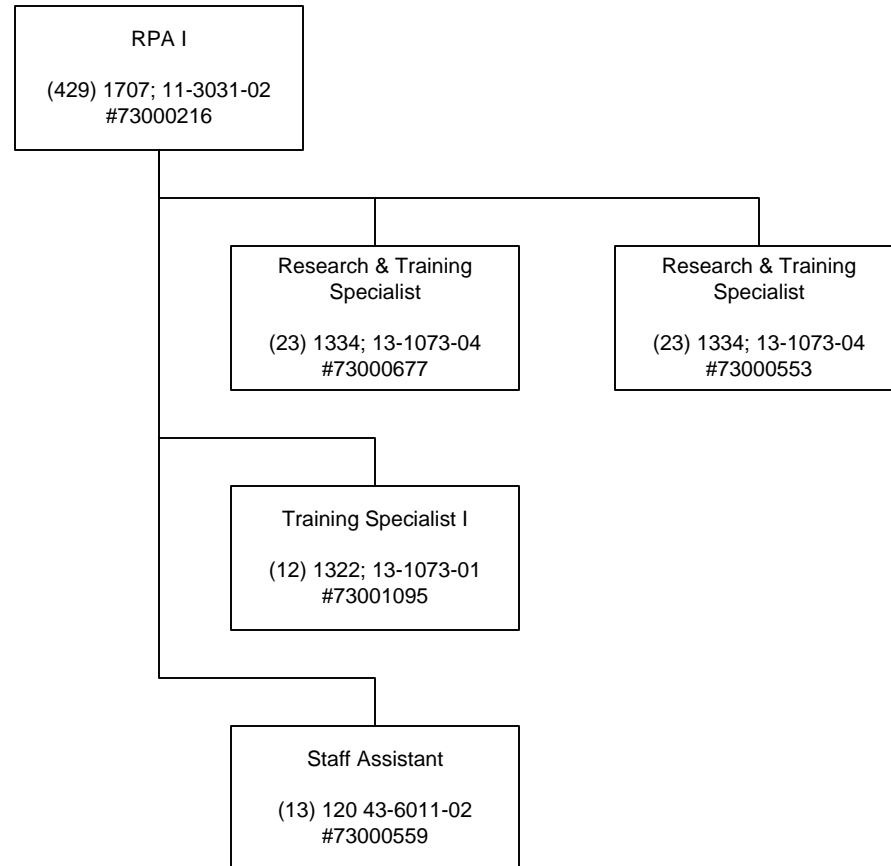 RPA I
(429) 1707; 11-3031-02
#73000216
Research & Training
Specialist
(23) 1334; 13-1073-04
#73000677
Research & Training
Specialist
(23) 1334; 13-1073-04
#73000553
Training Specialist I
(12) 1322; 13-1073-01
#73001095
Staff Assistant
(13) 120 43-6011-02
#73000559